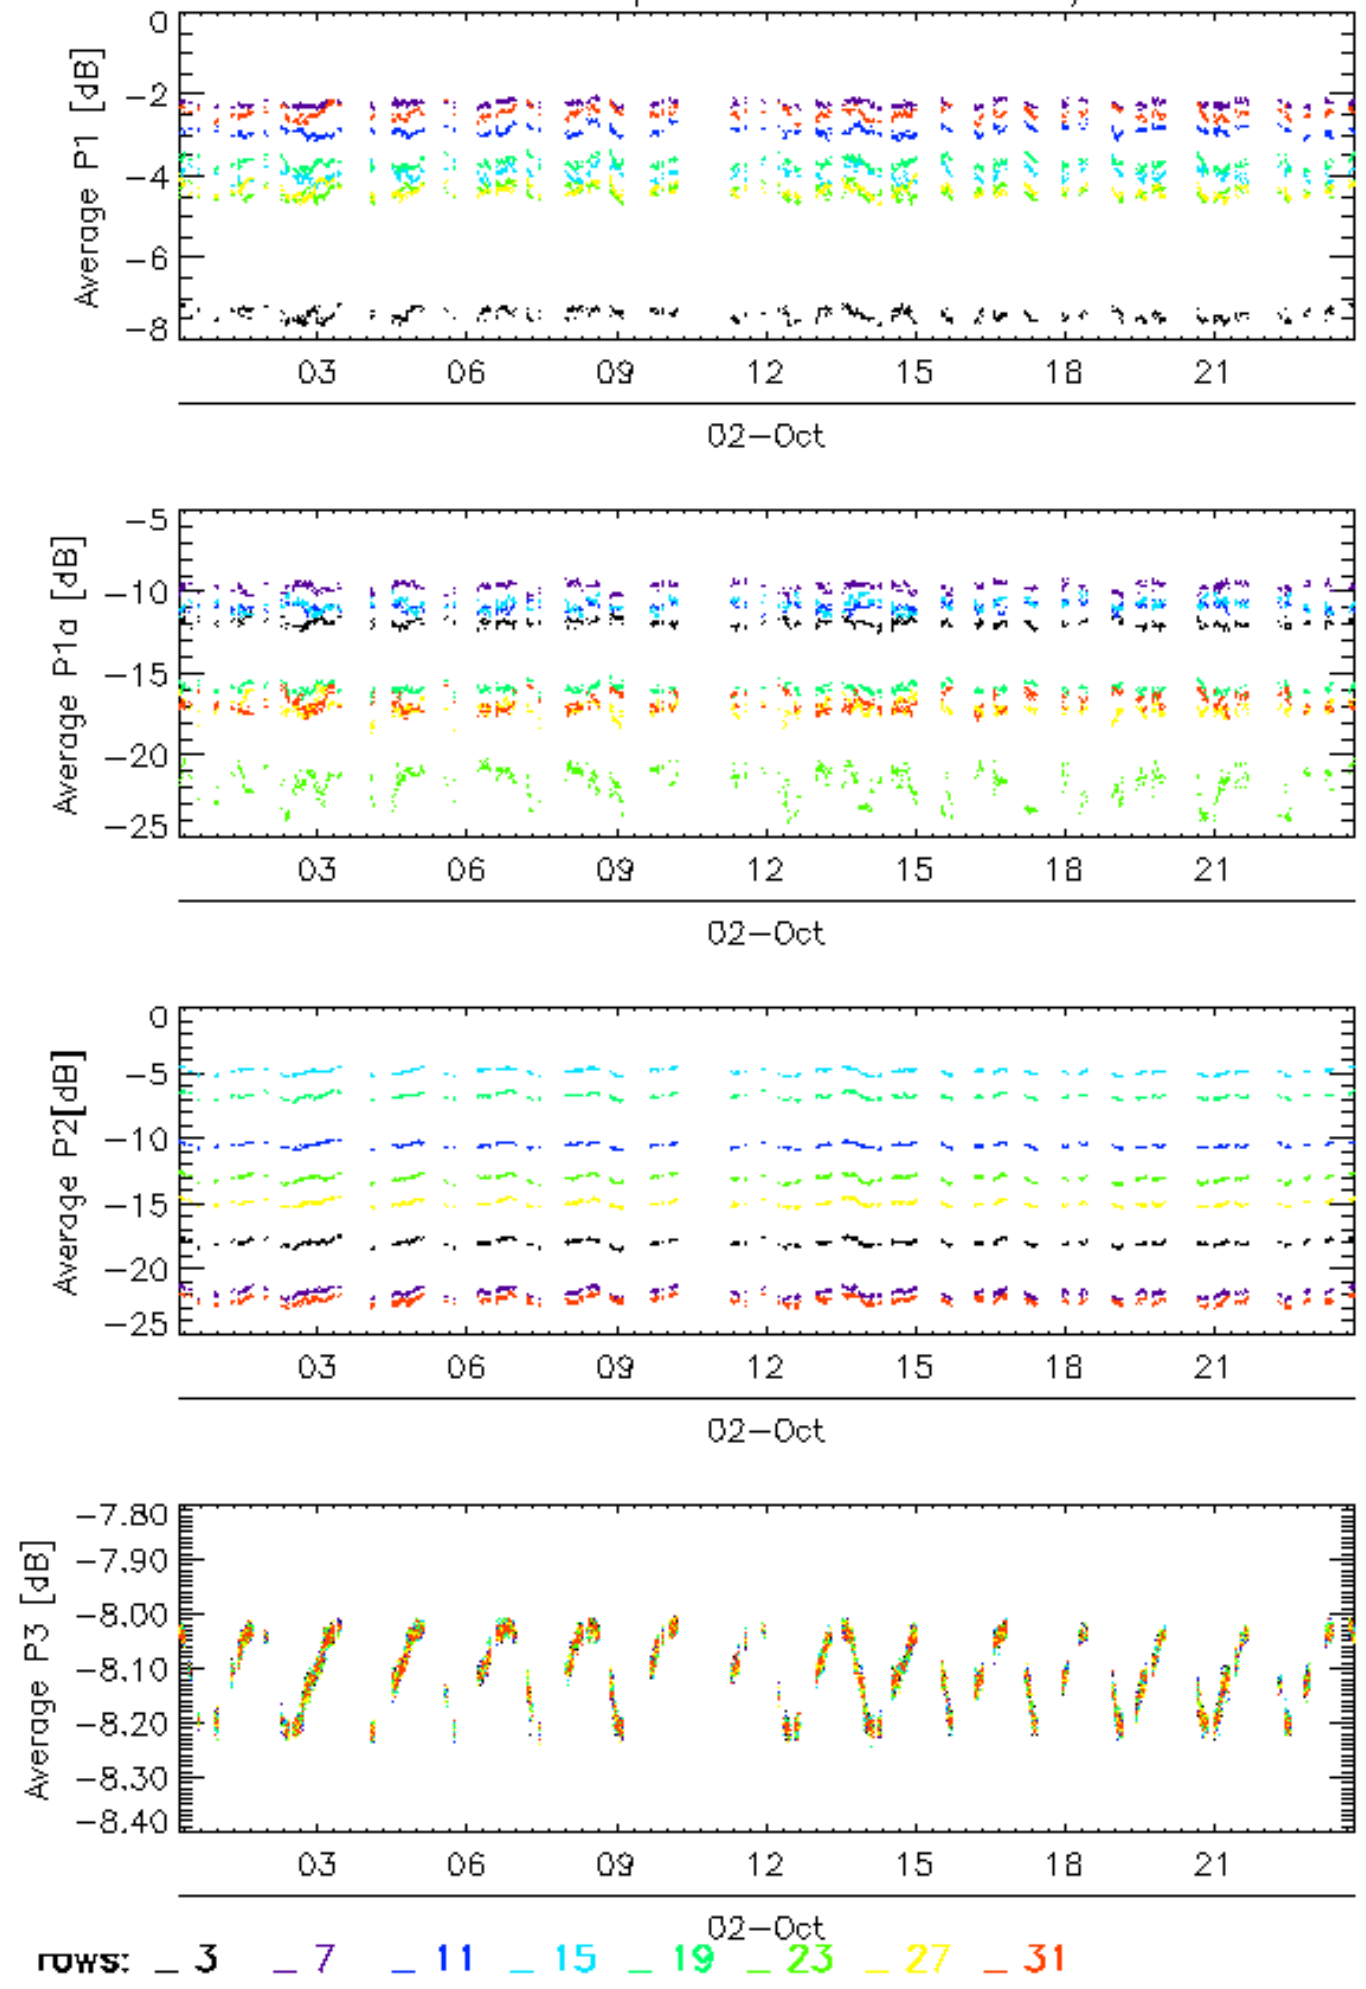 0
−2
−4
−6
−8
Average P1 [dB]
03 06 09 12 15 18 21
02−Oct
−5
−10
−15
−20
−25
Average P1a [dB]
03 06 09 12 15 18 21
02−Oct
0
−5
−10
−15
−20
−25
Average P2[dB]
03 06 09 12 15 18 21
02−Oct
−7.80
−7.90
−8.00
−8.10
−8.20
−8.30
−8.40
Average P3 [dB]
03 06 09 12 15 18 21
02−Oct
rows: _ 3 _ 7 _ 11 _ 15 _ 19 _ 23 _ 27 _ 31